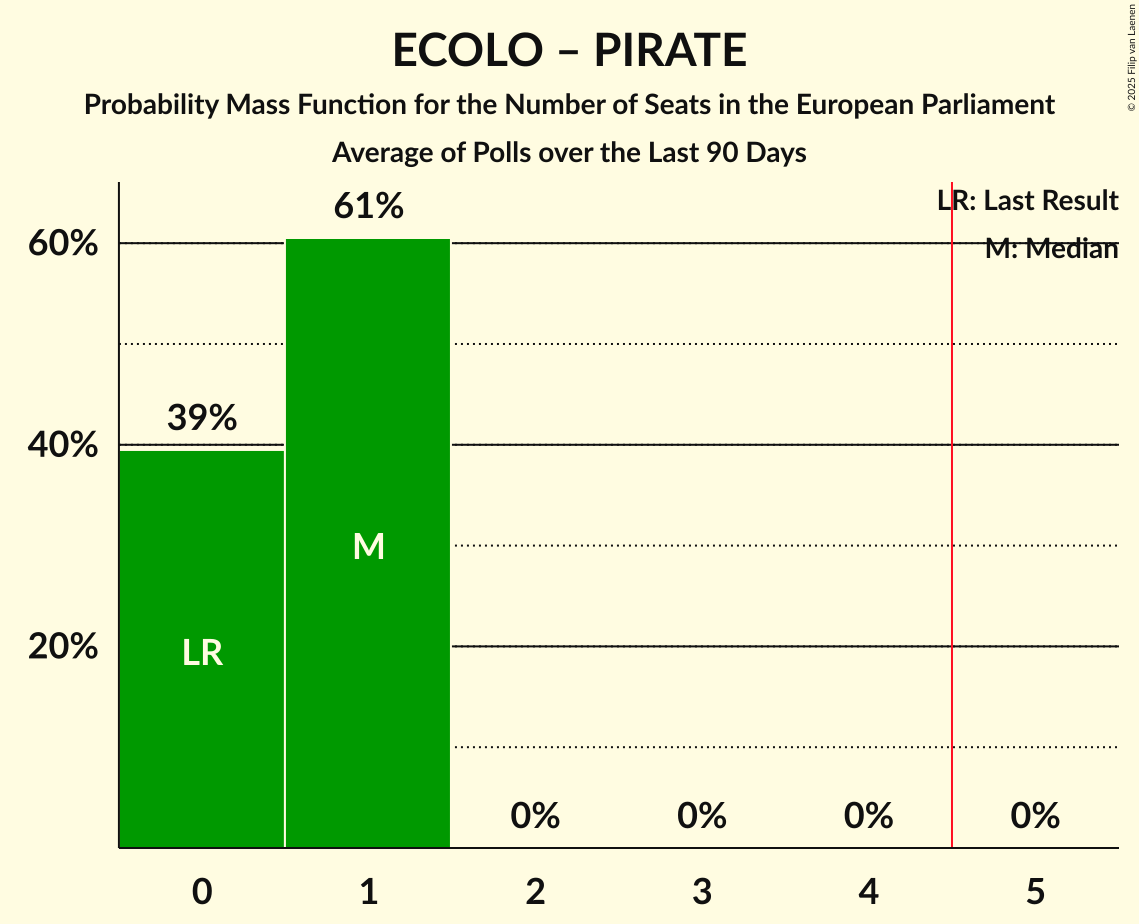 ECOLO – PIRATE
Probability Mass Function for the Number of Seats in the European Parliament
Average of Polls over the Last 90 Days
© 2025 Filip van Laenen
LR: Last Result
M: Median
60%
40%
20%
39%
61%
0%
0%
0%
0%
LR
M
0
1
2
3
4
5